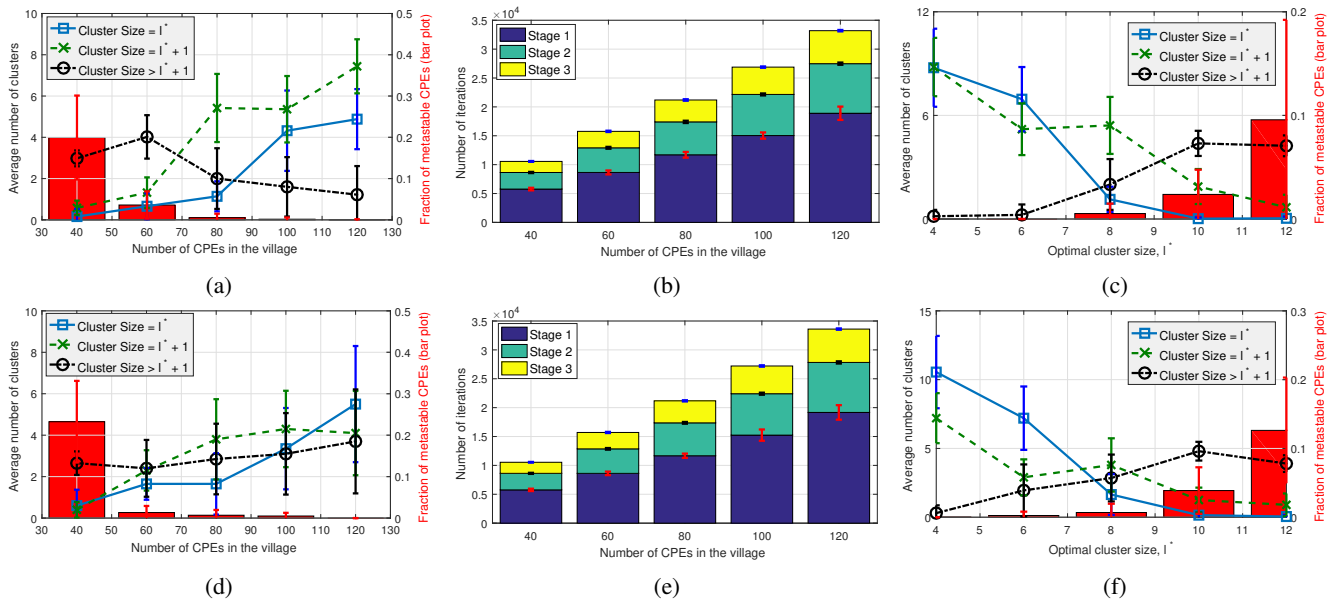 10
8
6
4
2
0
Average number of clusters
Cluster Size = l*
Cluster Size = l* + 1
Cluster Size > l* + 1
0.5
0.4
0.3
0.2
0.1
0
Fraction of metastable CPEs (bar plot)
30 40 50 60 70 80 90 100 110 120 130
Number of CPEs in the village
(a)
×10⁴
3.5
3.0
2.5
2.0
1.5
1.0
0.5
0
Number of iterations
Stage 1
Stage 2
Stage 3
40 60 80 100 120
Number of CPEs in the village
(b)
12
6
0
Average number of clusters
Cluster Size = l*
Cluster Size = l* + 1
Cluster Size > l* + 1
0.2
0.1
0
Fraction of metastable CPEs (bar plot)
4 5 6 7 8 9 10 11 12
Optimal cluster size, l*
(c)
10
8
6
4
2
0
Average number of clusters
Cluster Size = l*
Cluster Size = l* + 1
Cluster Size > l* + 1
0.5
0.4
0.3
0.2
0.1
0
Fraction of metastable CPEs (bar plot)
30 40 50 60 70 80 90 100 110 120 130
Number of CPEs in the village
(d)
×10⁴
3.5
3.0
2.5
2.0
1.5
1.0
0.5
0
Number of iterations
Stage 1
Stage 2
Stage 3
40 60 80 100 120
Number of CPEs in the village
(e)
15
10
5
0
Average number of clusters
Cluster Size = l*
Cluster Size = l* + 1
Cluster Size > l* + 1
0.3
0.2
0.1
0
Fraction of metastable CPEs (bar plot)
4 5 6 7 8 9 10 11 12
Optimal cluster size, l*
(f)